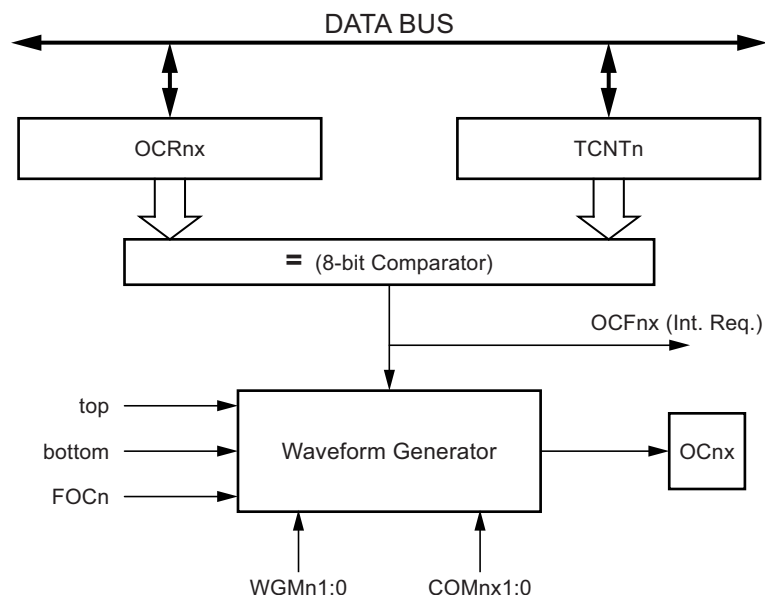 DATA BUS
OCRnx
TCNTn
= (8-bit Comparator)
OCFnx (Int. Req.)
top
bottom
FOCn
Waveform Generator
OCnx
WGMn1:0
COMnx1:0